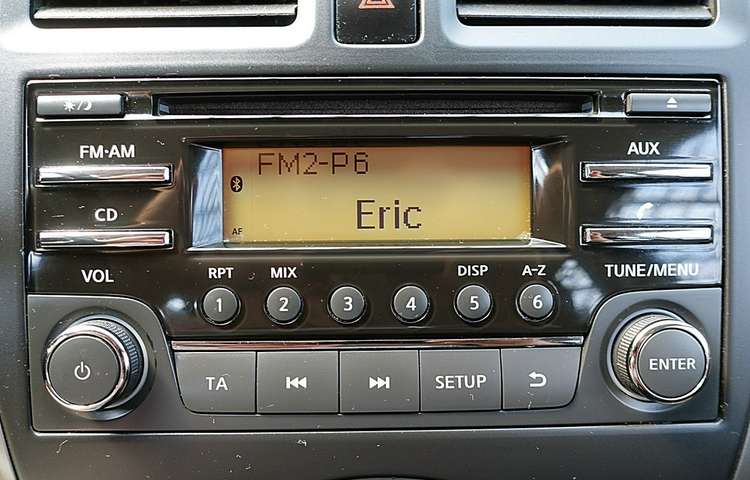 FM2-P6
AF
Eric
FM·AM
AUX
CD
VOL
RPT
MIX
DISP
A-Z
TUNE/MENU
1
2
3
4
5
6
TA
SETUP
ENTER